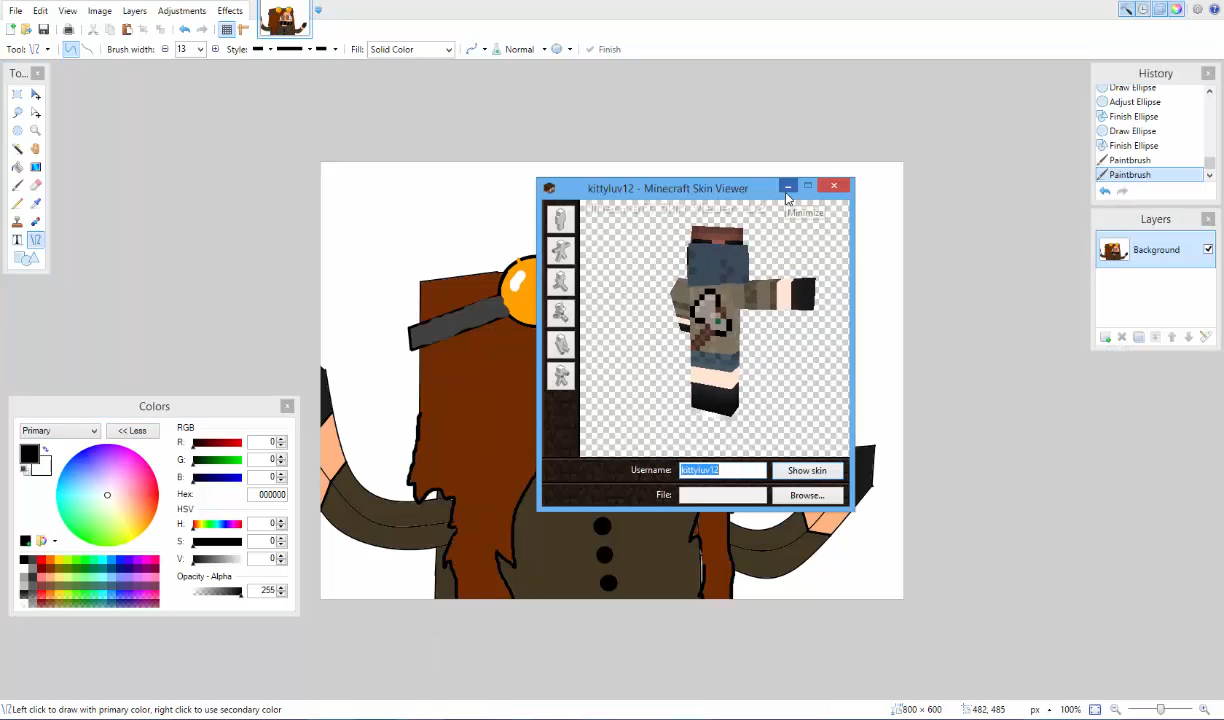 File Edit View Image Layers Adjustments Effects
Tool: Brush width: 13 Style: Fill: Solid Color Normal Finish
To...
History
Draw Ellipse
Adjust Ellipse
Finish Ellipse
Draw Ellipse
Finish Ellipse
Paintbrush
Paintbrush
Layers
Background
kittyluv12 - Minecraft Skin Viewer
Minimize
Username: kittyluv12 Show skin
File: Browse...
Colors
Primary << Less
RGB
R: 0
G: 0
B: 0
Hex: 000000
HSV
H: 0
S: 0
V: 0
Opacity - Alpha
255
Left click to draw with primary color, right click to use secondary color
800 × 600 482, 485 px 100%